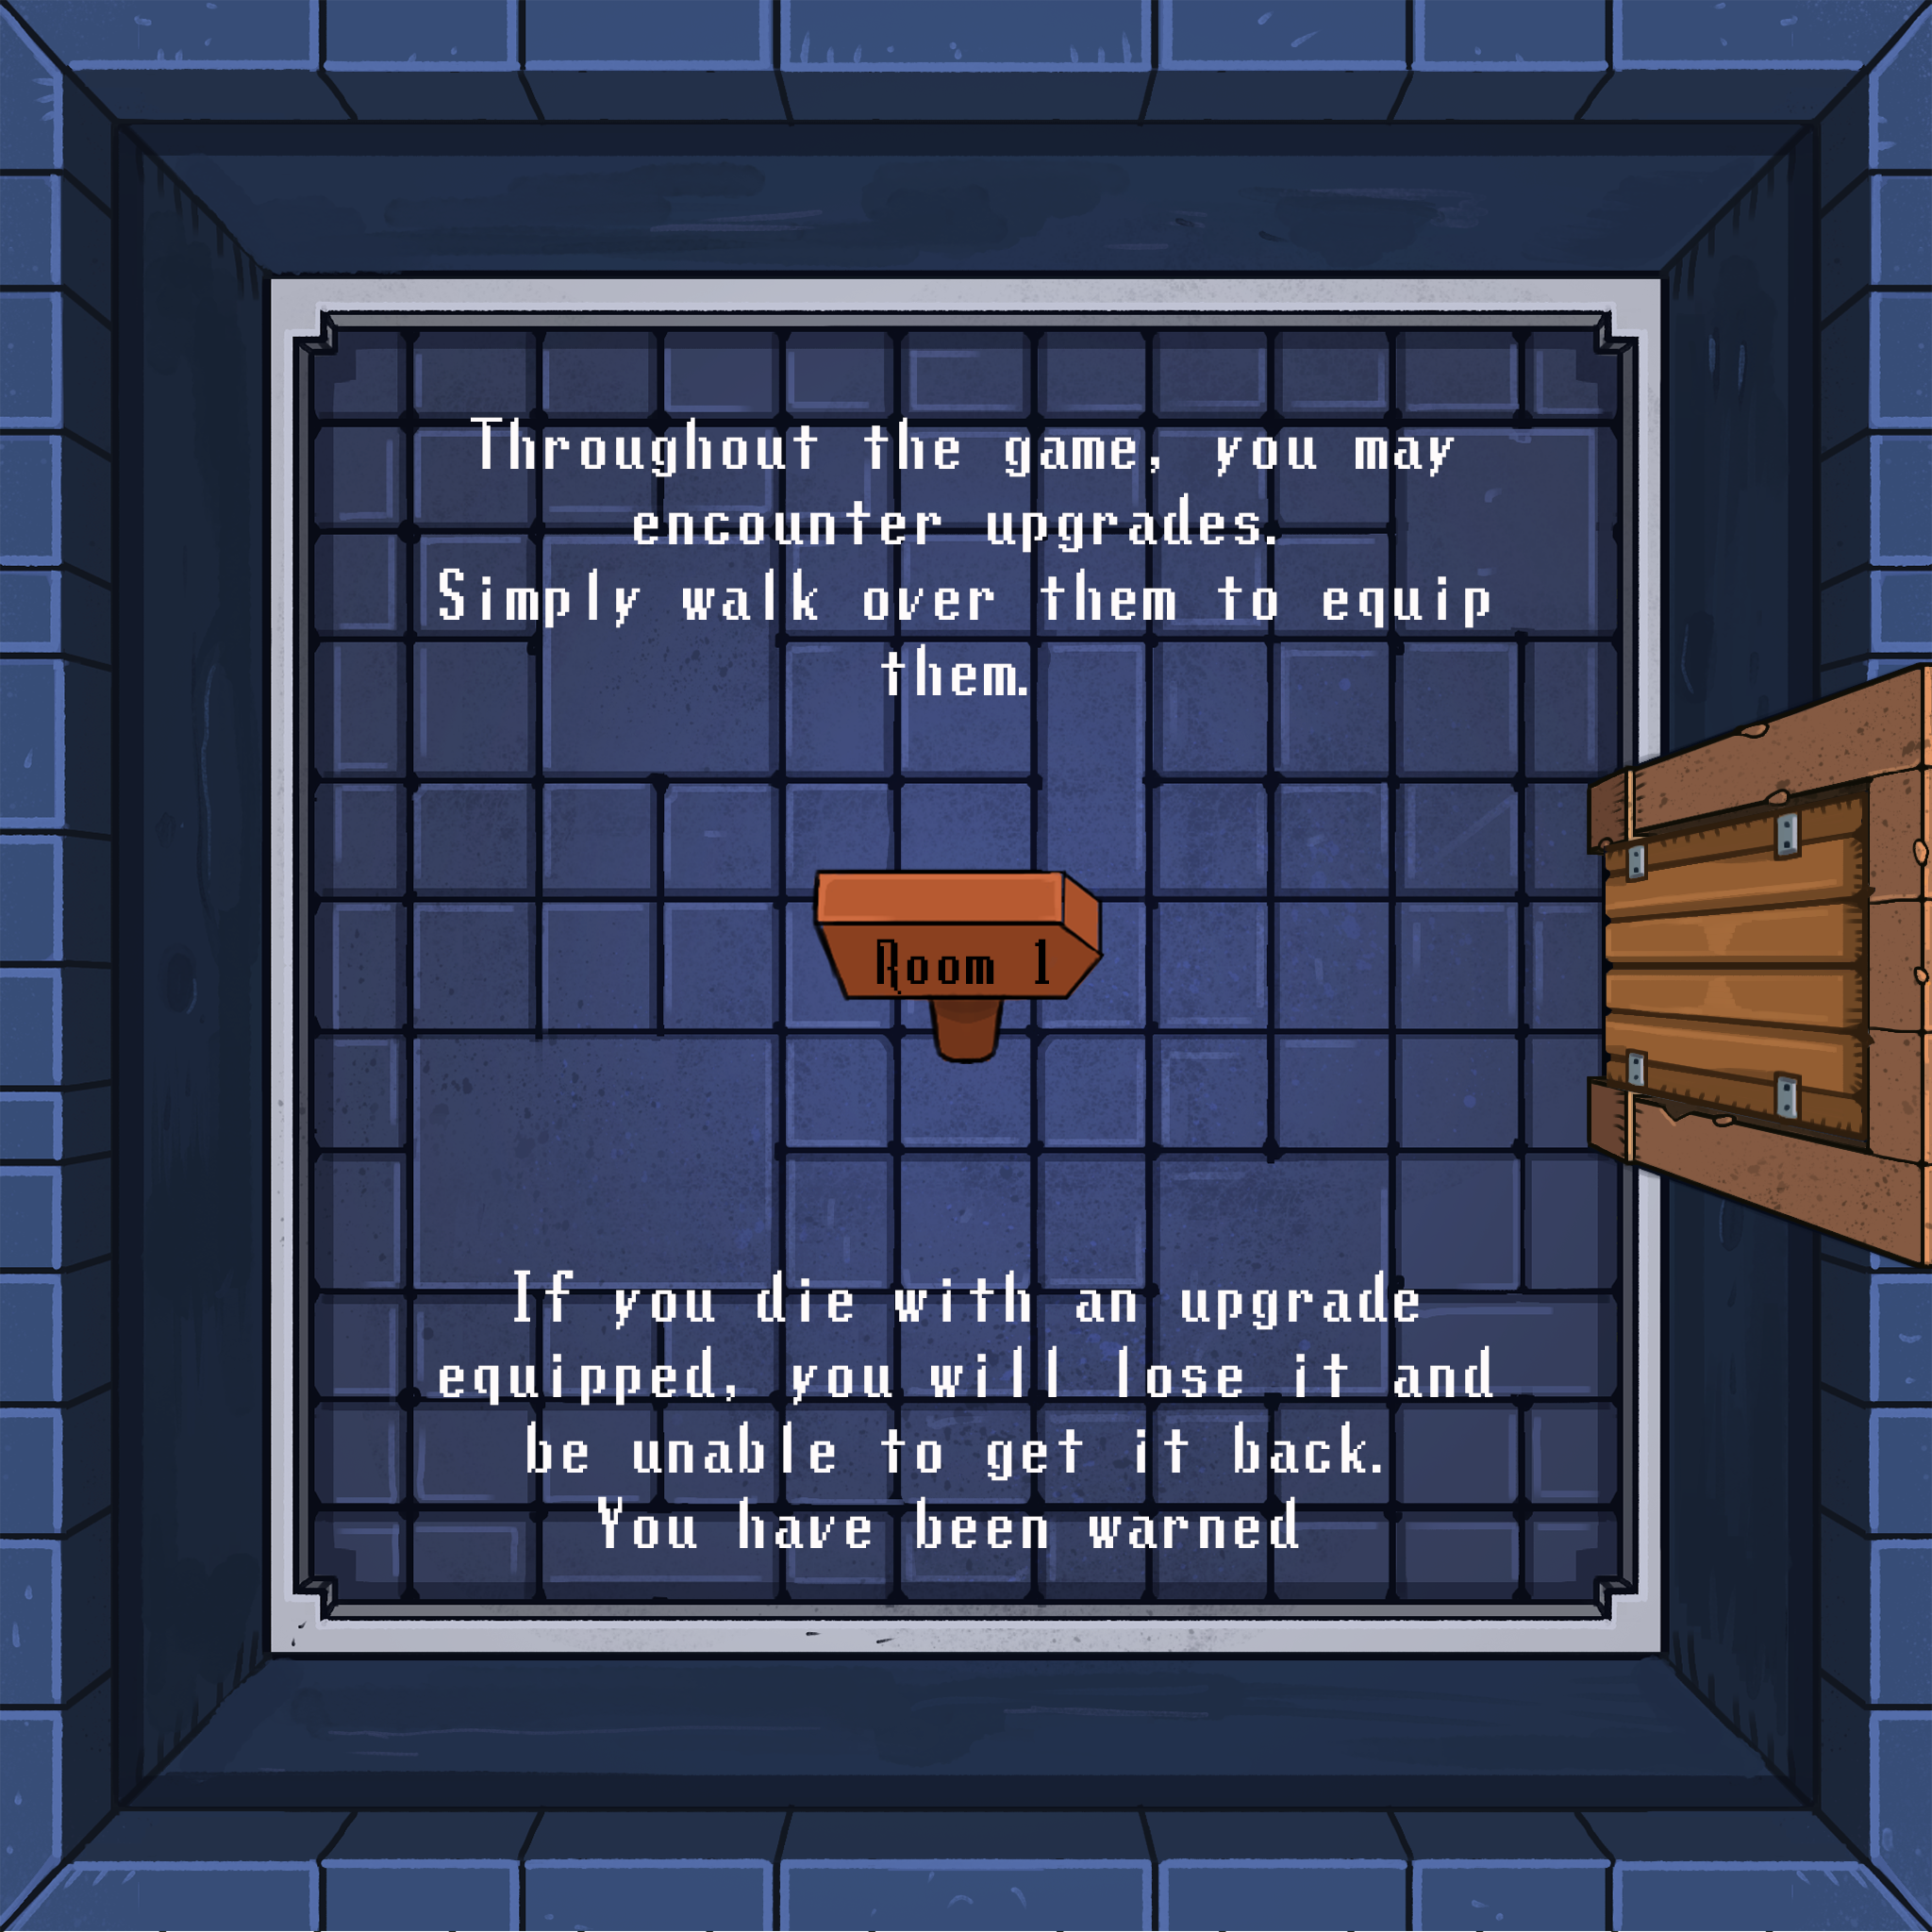 Throughout the game, you may
encounter upgrades.
Simply walk over them to equip
them.
Room 1
If you die with an upgrade
equipped, you will lose it and
be unable to get it back.
You have been warned